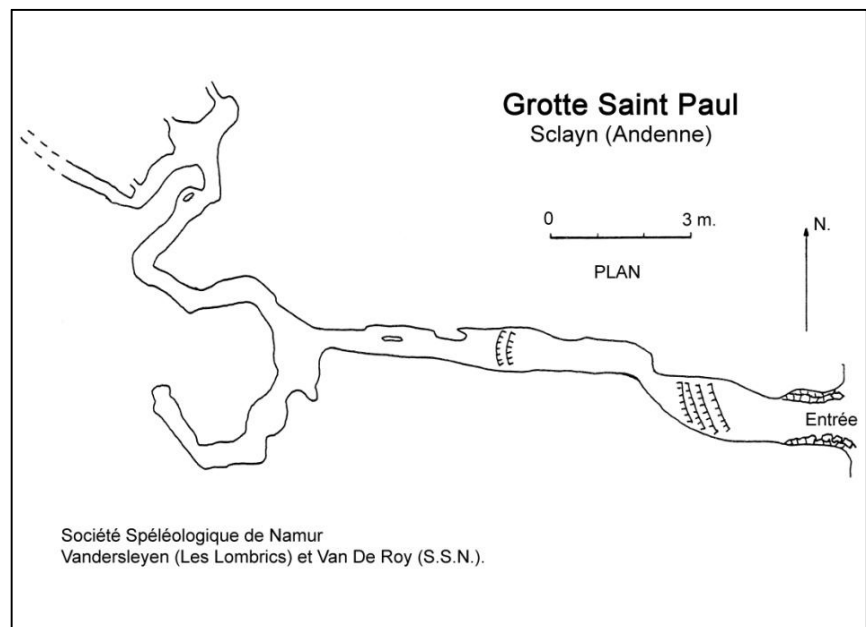 Grotte Saint Paul
Sclayn (Andenne)
0 3 m.
N.
PLAN
Entrée
Société Spéléologique de Namur
Vandersleyen (Les Lombrics) et Van De Roy (S.S.N.).